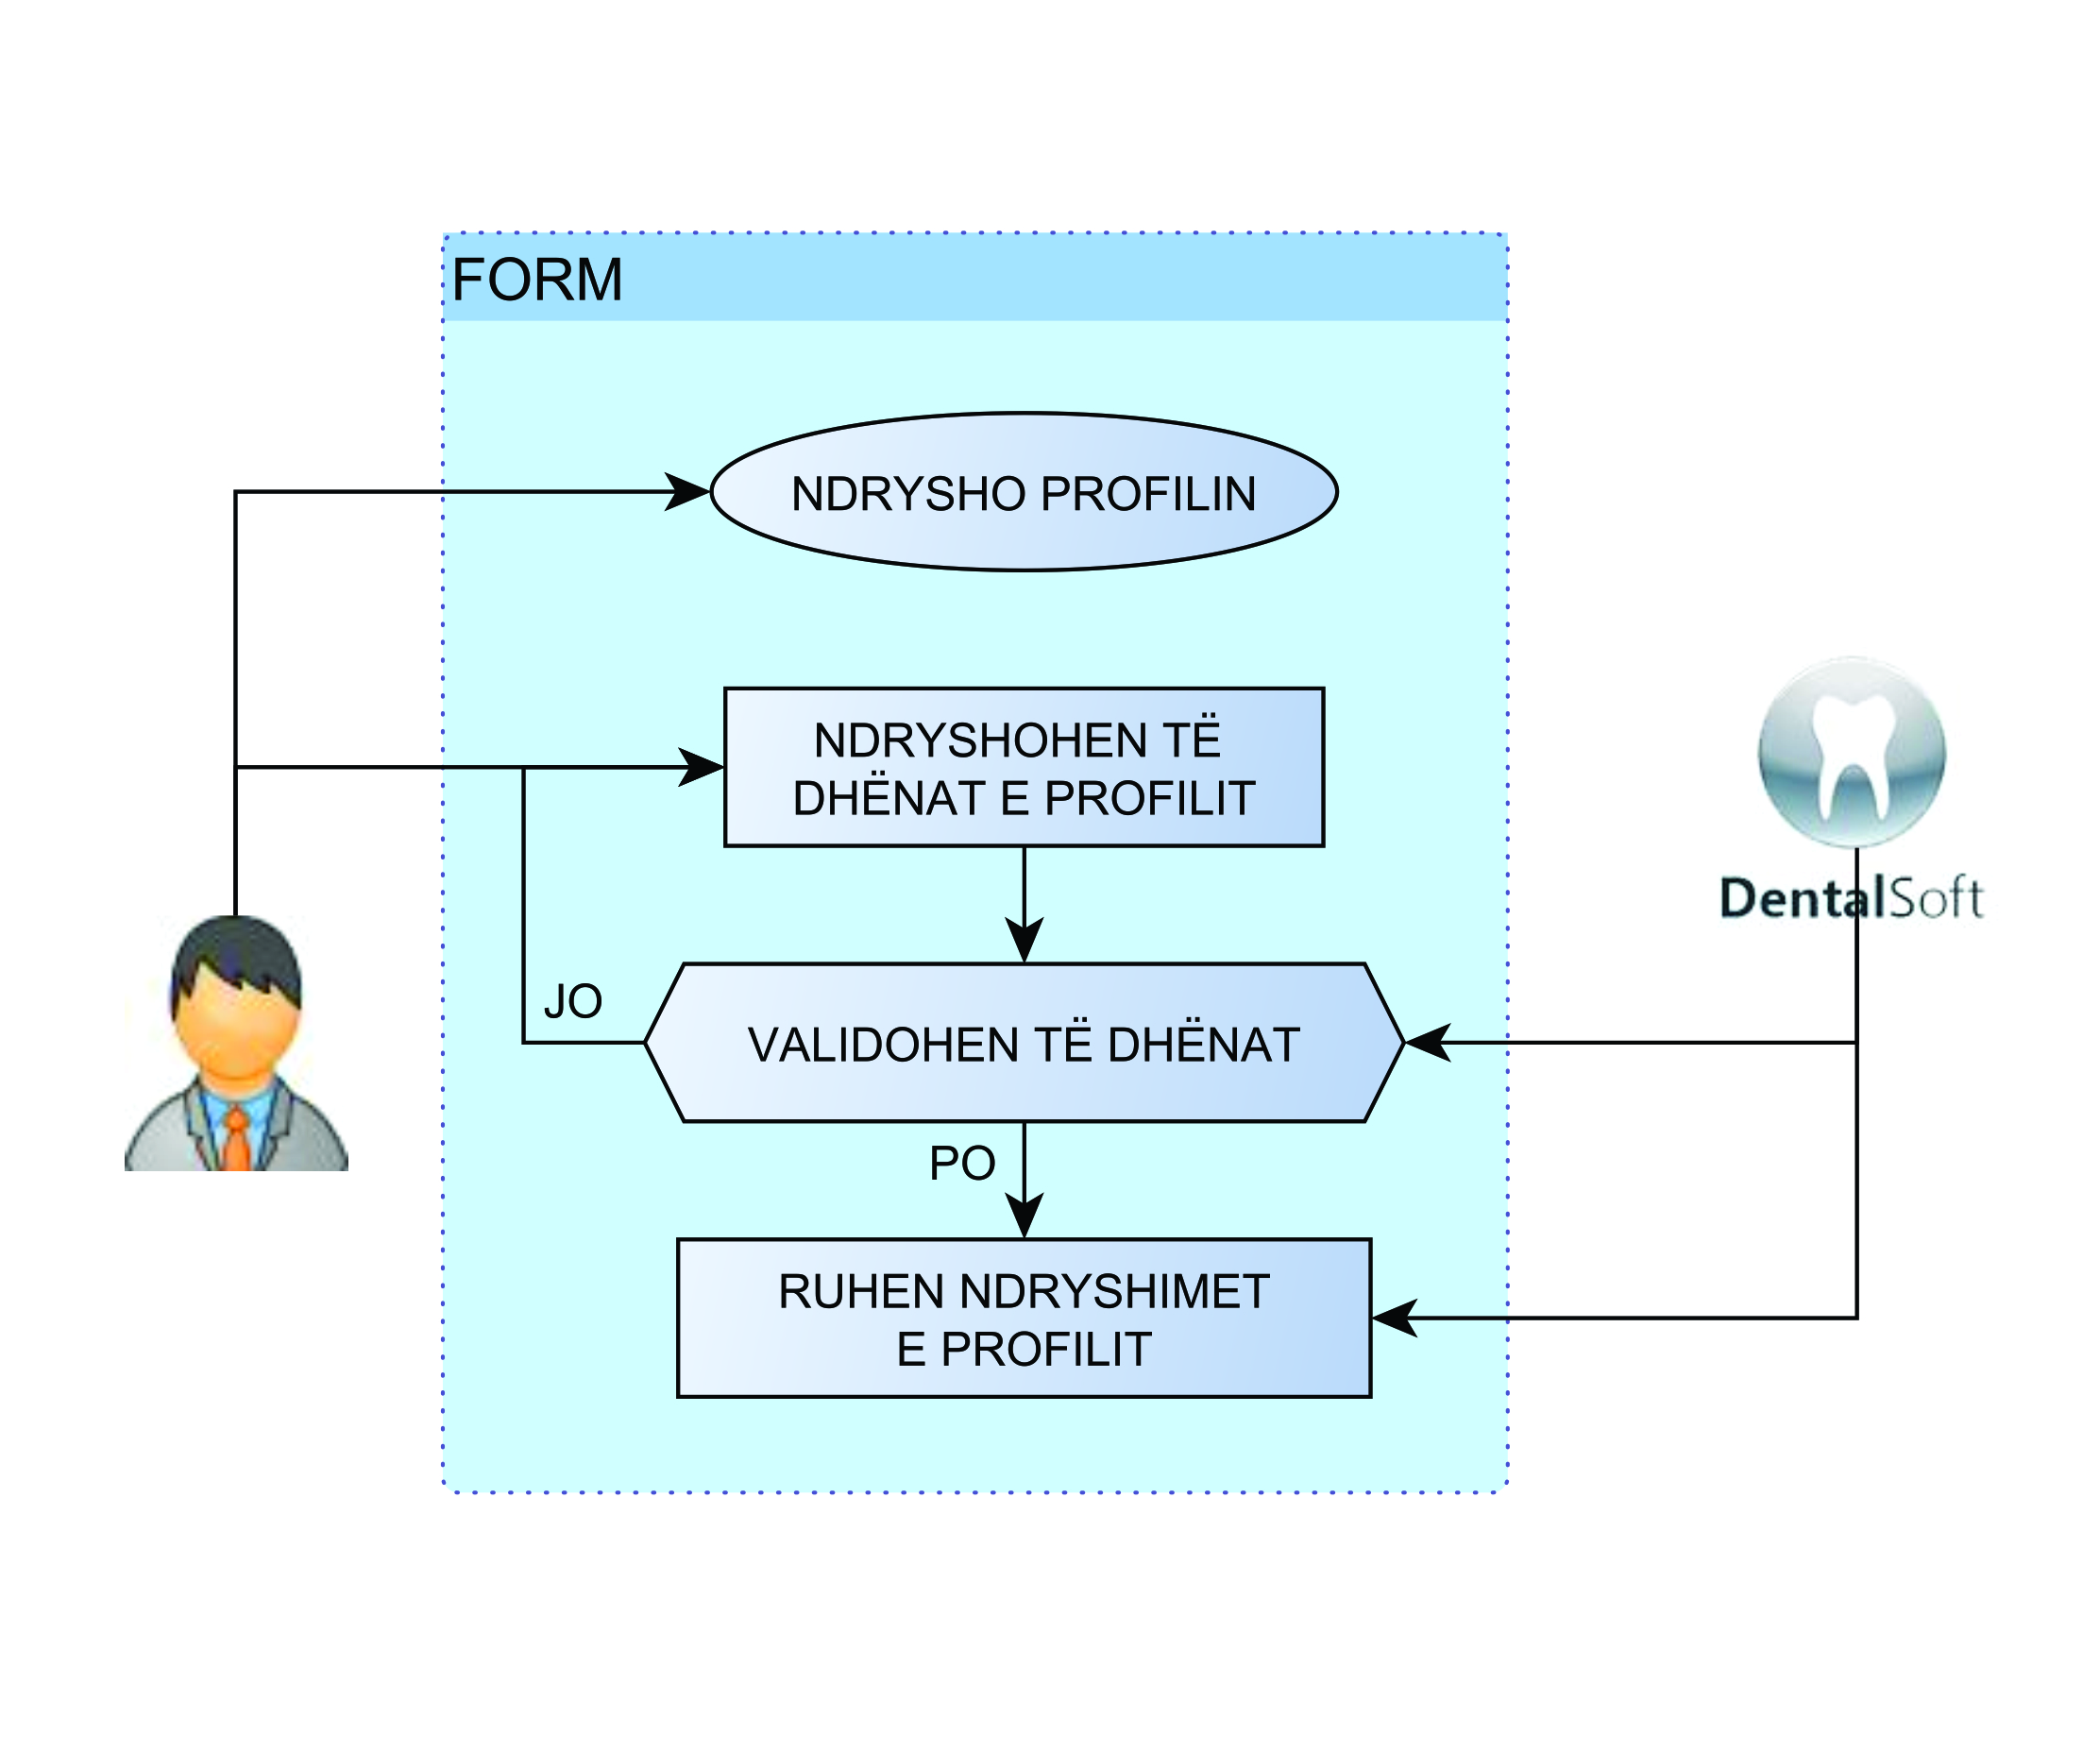 FORM
NDRYSHO PROFILIN
NDRYSHOHEN TË
DHËNAT E PROFILIT
DentalSoft
JO
VALIDOHEN TË DHËNAT
PO
RUHEN NDRYSHIMET
E PROFILIT